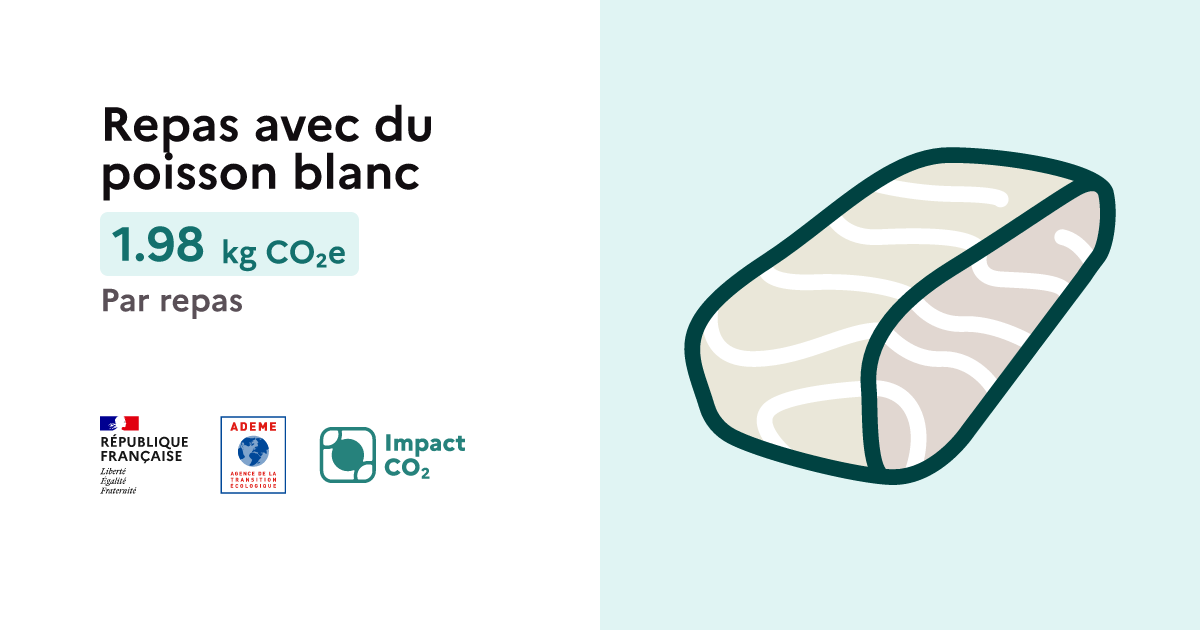 Repas avec du
poisson blanc
1.98 kg CO₂e
Par repas
RÉPUBLIQUE
FRANÇAISE
Liberté
Égalité
Fraternité
ADEME
AGENCE DE LA
TRANSITION
ÉCOLOGIQUE
Impact
CO₂